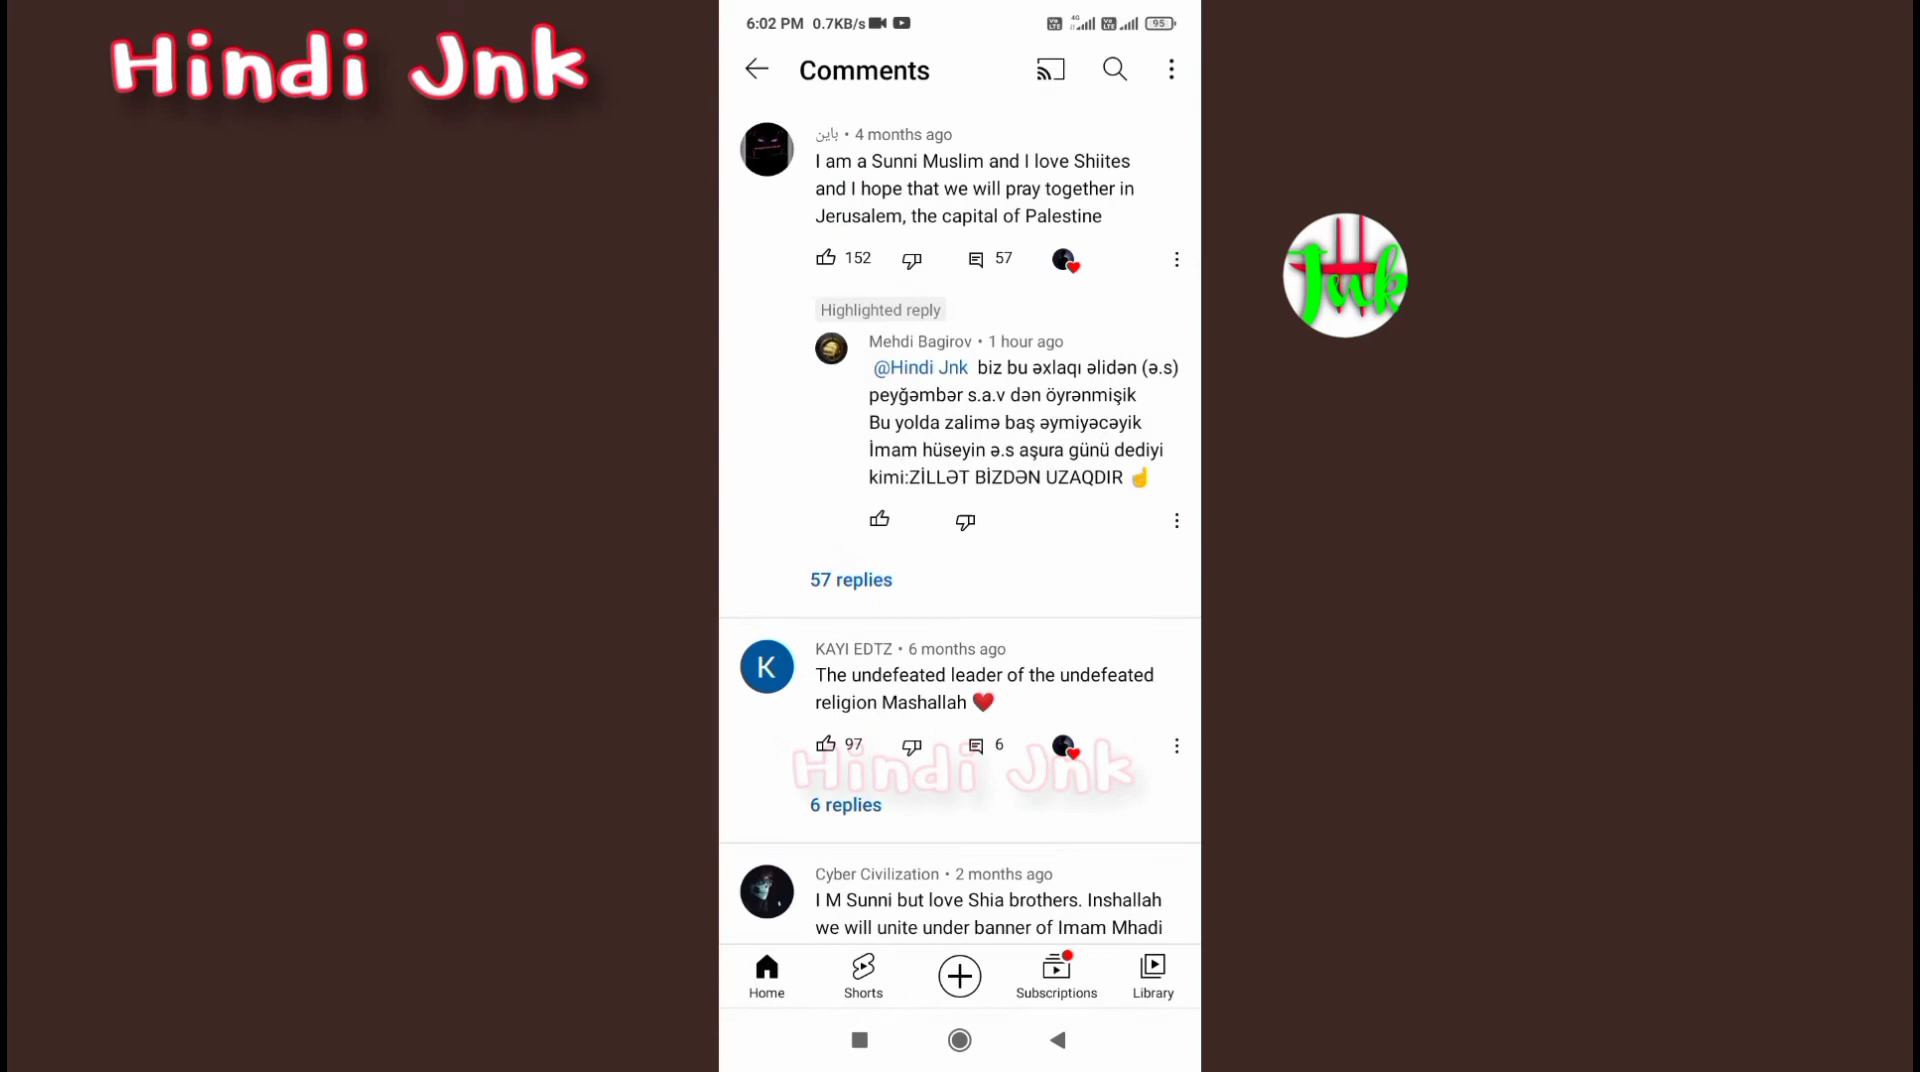 Hindi Jnk
6:02 PM 0.7KB/s
4G
95
Comments
باين • 4 months ago
I am a Sunni Muslim and I love Shiites
and I hope that we will pray together in
Jerusalem, the capital of Palestine
152 57
Jnk
Highlighted reply
Mehdi Bagirov • 1 hour ago
@Hindi Jnk biz bu əxlaqı əlidən (ə.s)
peyğəmbər s.a.v dən öyrənmişik
Bu yolda zalimə baş əymiyəcəyik
İmam hüseyin ə.s aşura günü dediyi
kimi:ZİLLƏT BİZDƏN UZAQDIR ☝
57 replies
K
KAYI EDTZ • 6 months ago
The undefeated leader of the undefeated
religion Mashallah ❤
97 6
Hindi Jnk
6 replies
Cyber Civilization • 2 months ago
I M Sunni but love Shia brothers. Inshallah
we will unite under banner of Imam Mhadi
Home Shorts Subscriptions Library